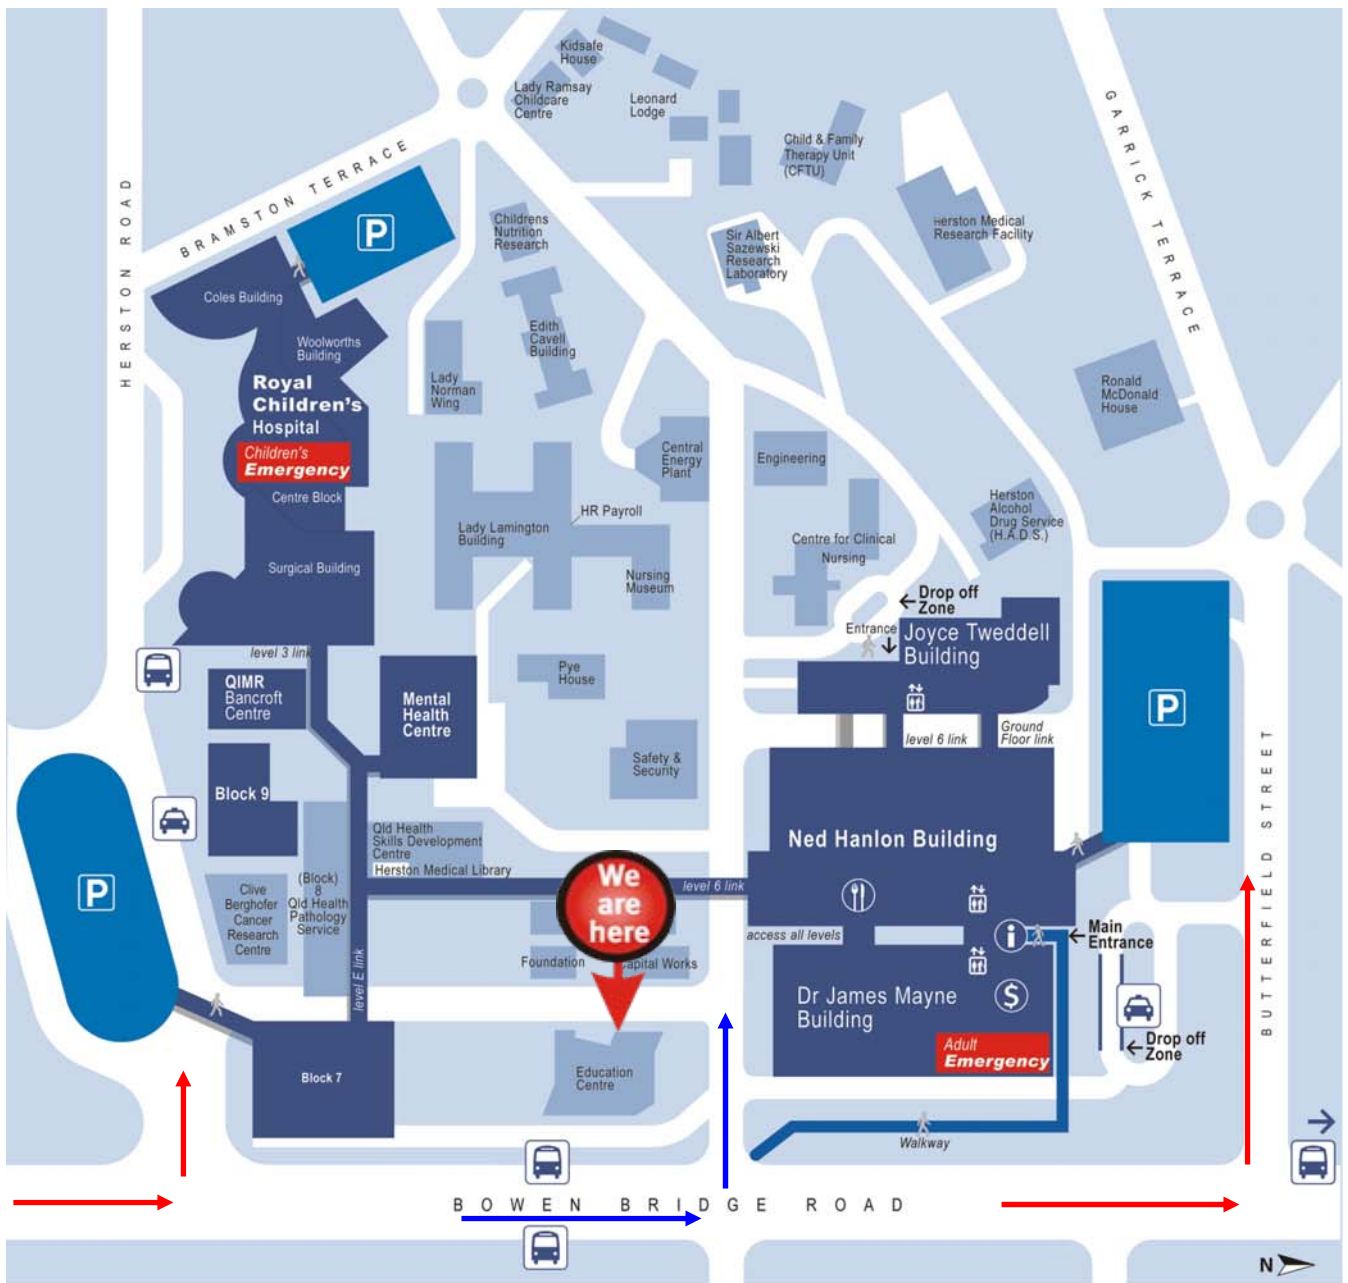 Kidsafe
House
Lady Ramsay
Childcare
Centre
Leonard
Lodge
Child & Family
Therapy Unit
(CFTU)
GARRICK TERRACE
BRAMSTON TERRACE
HERSTON ROAD
P
Childrens
Nutrition
Research
Sir Albert
Sazewski
Research
Laboratory
Herston Medical
Research Facility
Coles Building
Woolworths
Building
Edith
Cavell
Building
Lady
Norman
Wing
Royal
Children's
Hospital
Children's
Emergency
Centre Block
Ronald
McDonald
House
Central
Energy
Plant
Engineering
HR Payroll
Lady Lamington
Building
Nursing
Museum
Centre for Clinical
Nursing
Herston
Alcohol
Drug Service
(H.A.D.S.)
Surgical Building
Drop off
Zone
Entrance
Joyce Tweddell
Building
level 3 link
QIMR
Bancroft
Centre
Mental
Health
Centre
Pye
House
P
level 6 link
Ground
Floor link
Safety &
Security
BUTTERFIELD STREET
Block 9
Qld Health
Skills Development
Centre
Herston Medical Library
Ned Hanlon Building
P
Clive
Berghofer
Cancer
Research
Centre
(Block)
8
Qld Health
Pathology
Service
We
are
here
level 6 link
access all levels
i
Main
Entrance
Foundation
Capital Works
level E link
Dr James Mayne
Building
$
Adult
Emergency
Drop off
Zone
Block 7
Education
Centre
Walkway
BOWEN BRIDGE ROAD
N